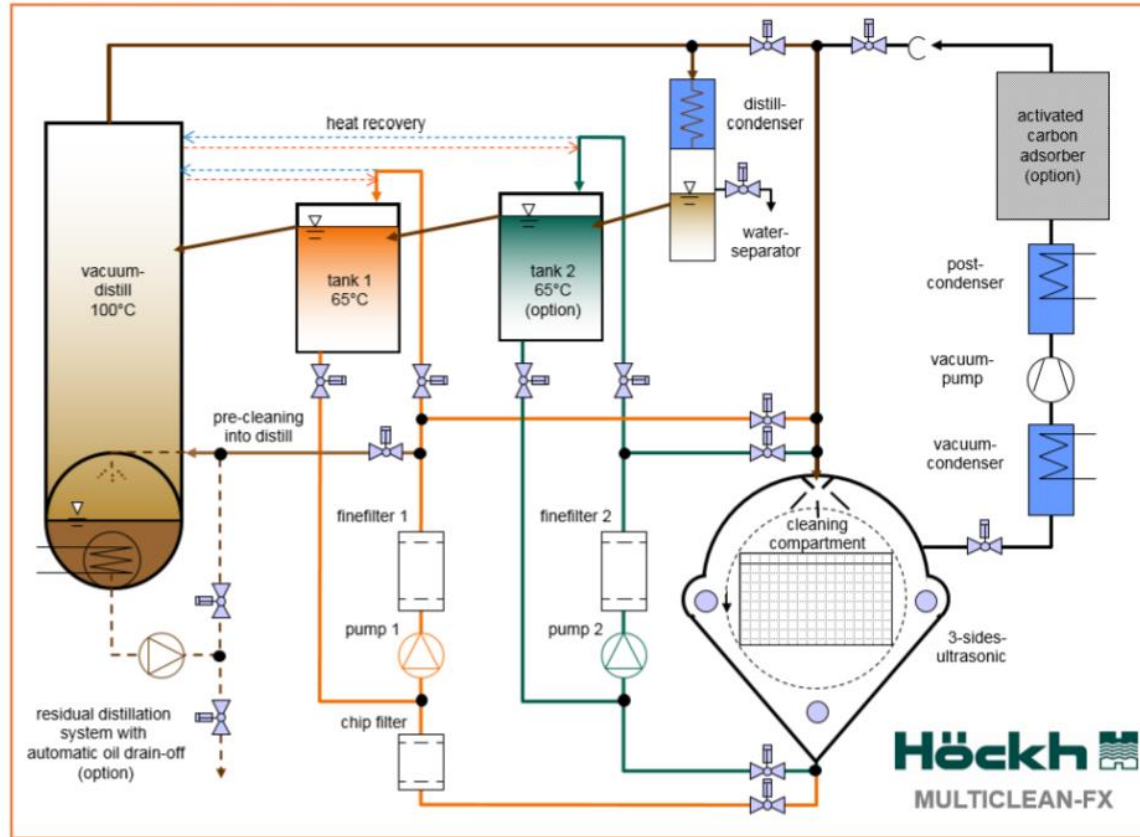 heat recovery
distill-
condenser
activated
carbon
adsorber
(option)
water-
separator
vacuum-
distill
100°C
tank 1
65°C
tank 2
65°C
(option)
post-
condenser
vacuum-
pump
pre-cleaning
into distill
vacuum-
condenser
finefilter 1
finefilter 2
cleaning
compartment
pump 1
pump 2
3-sides-
ultrasonic
residual distillation
system with
automatic oil drain-off
(option)
chip filter
Höckh
MULTICLEAN-FX